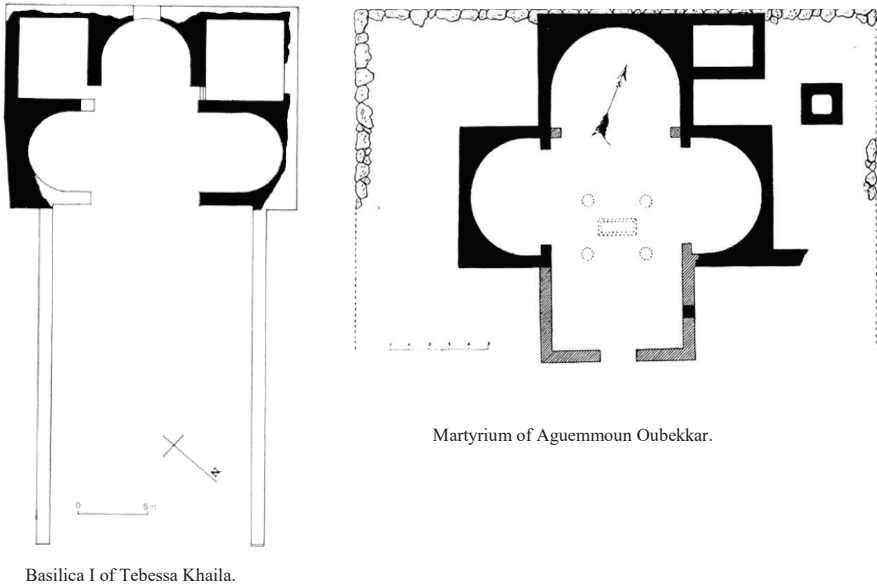 N
0 5m
Basilica I of Tebessa Khaila.
Martyrium of Aguemmoun Oubekkar.